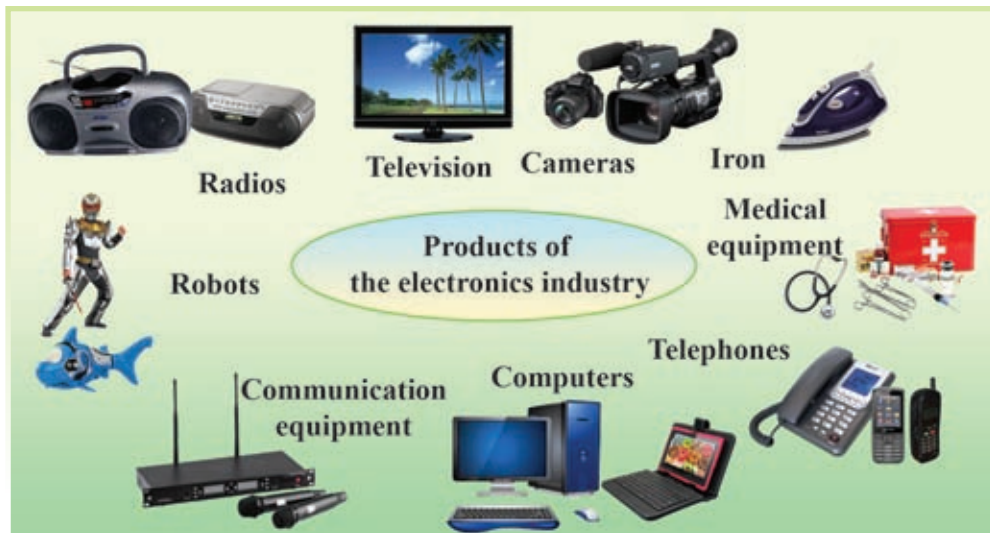 Radios
Television
Cameras
Iron
Medical
equipment
Robots
Products of
the electronics industry
Communication
equipment
Computers
Telephones